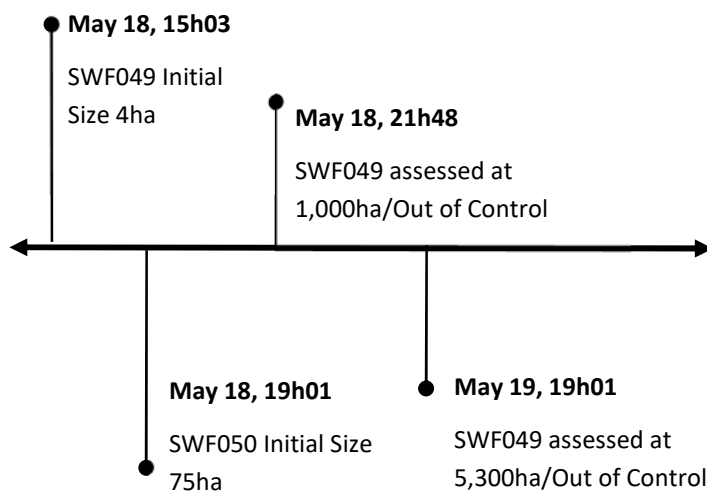 May 18, 15h03
SWF049 Initial
Size 4ha
May 18, 21h48
SWF049 assessed at
1,000ha/Out of Control
May 18, 19h01
SWF050 Initial Size
75ha
May 19, 19h01
SWF049 assessed at
5,300ha/Out of Control